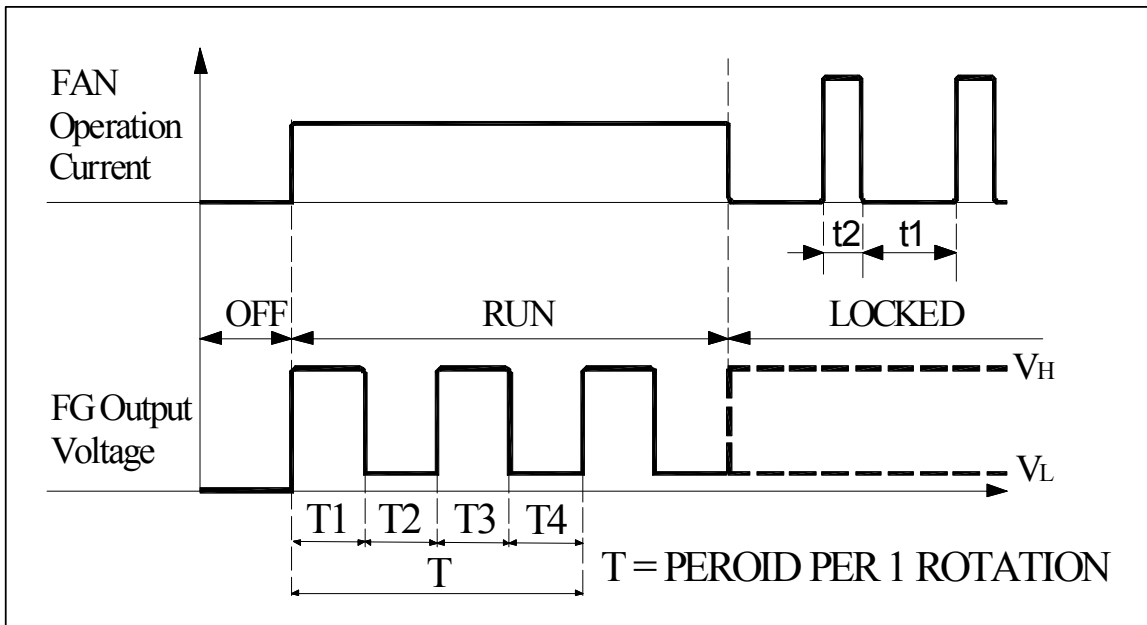 FAN
Operation
Current
t2
t1
OFF
RUN
LOCKED
FG Output
Voltage
VH
VL
T1
T2
T3
T4
T
T = PEROID PER 1 ROTATION